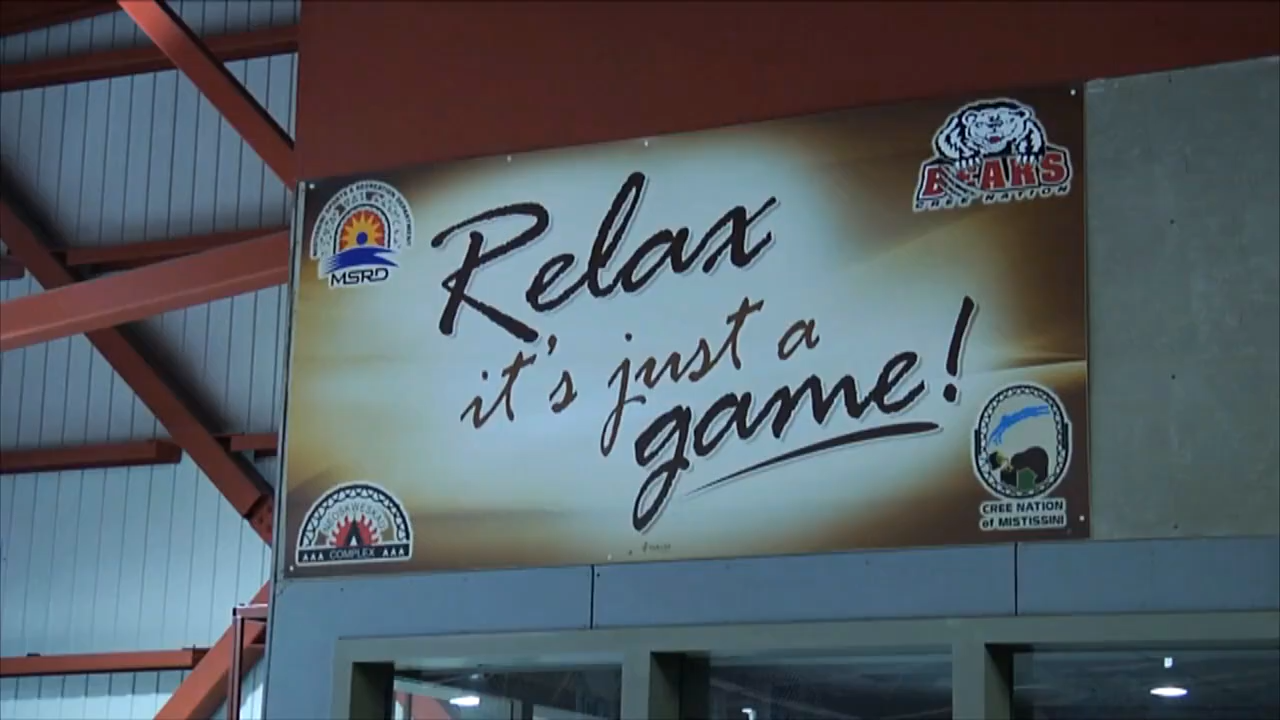 MSRD
BEARS
CREE NATION
Relax
it's just a
game!
COMPLEX
CREE NATION
of MISTISSINI